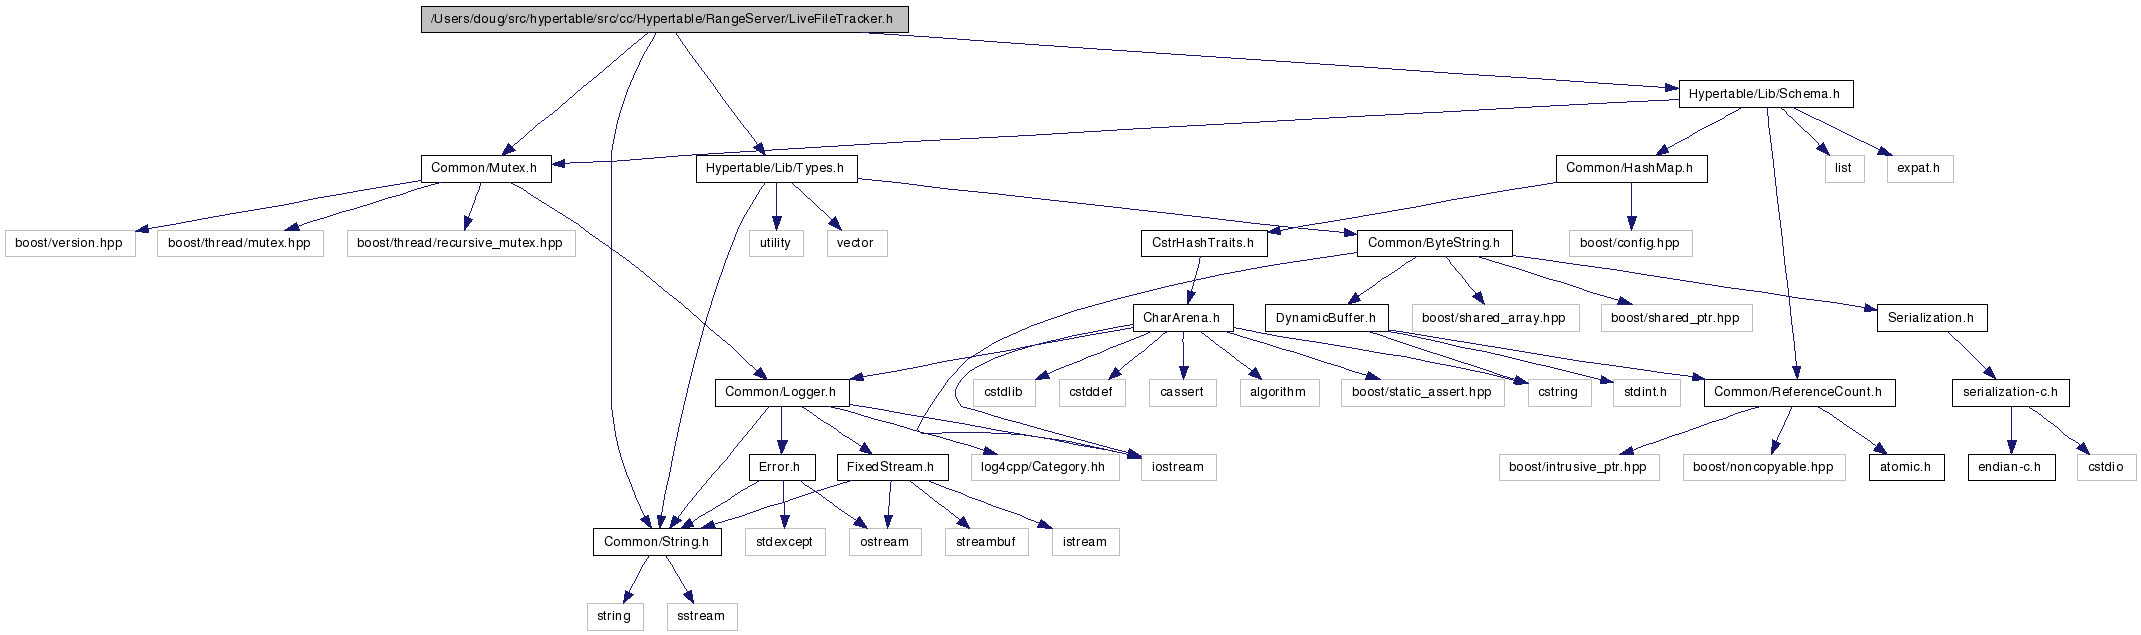 /Users/doug/src/hypertable/src/cc/Hypertable/RangeServer/LiveFileTracker.h
Hypertable/Lib/Schema.h
Common/Mutex.h
Hypertable/Lib/Types.h
Common/HashMap.h
list
expat.h
boost/version.hpp
boost/thread/mutex.hpp
boost/thread/recursive_mutex.hpp
utility
vector
CstrHashTraits.h
Common/ByteString.h
boost/config.hpp
CharArena.h
DynamicBuffer.h
boost/shared_array.hpp
boost/shared_ptr.hpp
Serialization.h
Common/Logger.h
cstdlib
cstddef
cassert
algorithm
boost/static_assert.hpp
cstring
stdint.h
Common/ReferenceCount.h
serialization-c.h
Error.h
FixedStream.h
log4cpp/Category.hh
iostream
boost/intrusive_ptr.hpp
boost/noncopyable.hpp
atomic.h
endian-c.h
cstdio
Common/String.h
stdexcept
ostream
streambuf
istream
string
sstream